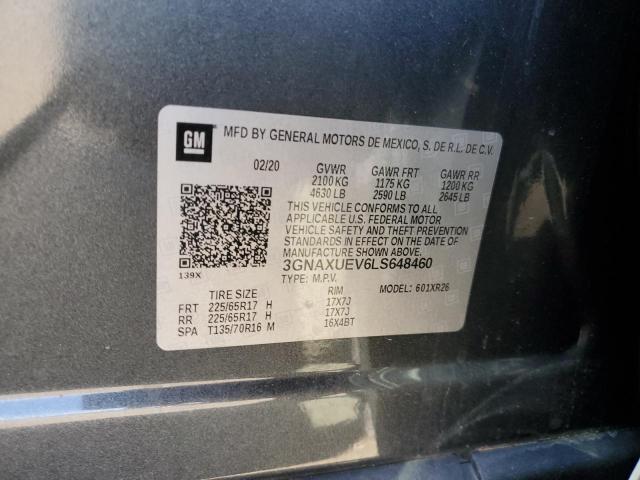 GM
MFD BY GENERAL MOTORS DE MEXICO, S. DE R.L. DE C.V.
02/20 GVWR GAWR FRT GAWR RR
2100 KG 1175 KG 1200 KG
4630 LB 2590 LB 2645 LB
THIS VEHICLE CONFORMS TO ALL
APPLICABLE U.S. FEDERAL MOTOR
VEHICLE SAFETY AND THEFT PREVENTION
STANDARDS IN EFFECT ON THE DATE OF
MANUFACTURE SHOWN ABOVE.
3GNAXUEV6LS648460
139X
TYPE: M.P.V. MODEL: 601XR26
TIRE SIZE RIM
FRT 225/65R17 H 17X7J
RR 225/65R17 H 17X7J
SPA T135/70R16 M 16X4BT